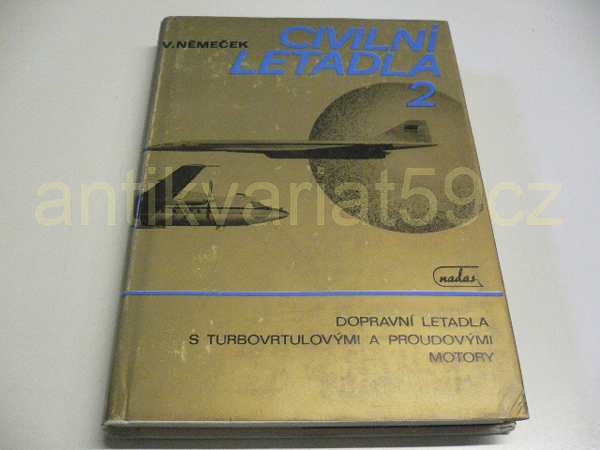 V. NĚMEČEK
CIVILNÍ
LETADLA
2
antikvariat59cz
nadas
DOPRAVNÍ LETADLA
S TURBOVRTULOVÝMI A PROUDOVÝMI
MOTORY